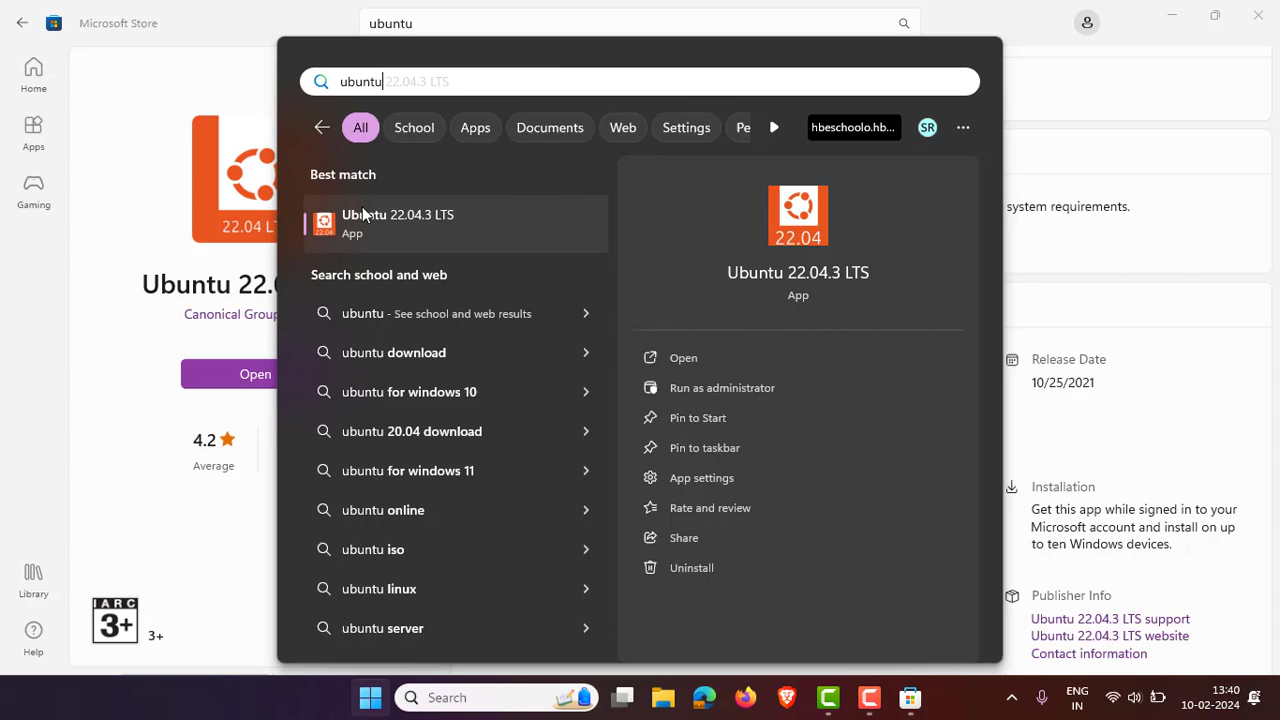 Microsoft Store
ubuntu
Home
Apps
Gaming
Library
Help
22.04 LT
Ubuntu 22.
Canonical Group
Open
4.2
Average
3+
3+
ubuntu 22.04.3 LTS
All
School
Apps
Documents
Web
Settings
Pe
hbeschoolo.hb...
SR
Best match
Ubuntu 22.04.3 LTS
App
Search school and web
ubuntu - See school and web results
ubuntu download
ubuntu for windows 10
ubuntu 20.04 download
ubuntu for windows 11
ubuntu online
ubuntu iso
ubuntu linux
ubuntu server
22.04
Ubuntu 22.04.3 LTS
App
Open
Run as administrator
Pin to Start
Pin to taskbar
App settings
Rate and review
Share
Uninstall
system requirements.
Release Date
10/25/2021
Installation
Get this app while signed in to your
Microsoft account and install on up
to ten Windows devices.
Publisher Info
Ubuntu 22.04.3 LTS support
Ubuntu 22.04.3 LTS website
Contact information
Search
ENG
IN
13:40
10-02-2024